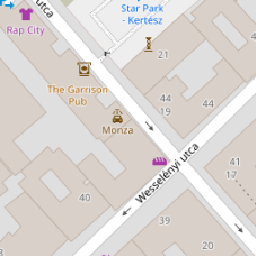 utca
Star Park
- Kertész
Rap City
21
The Garrison
Pub
44
44
19
Monza
Wesselényi utca
41
17
39
20